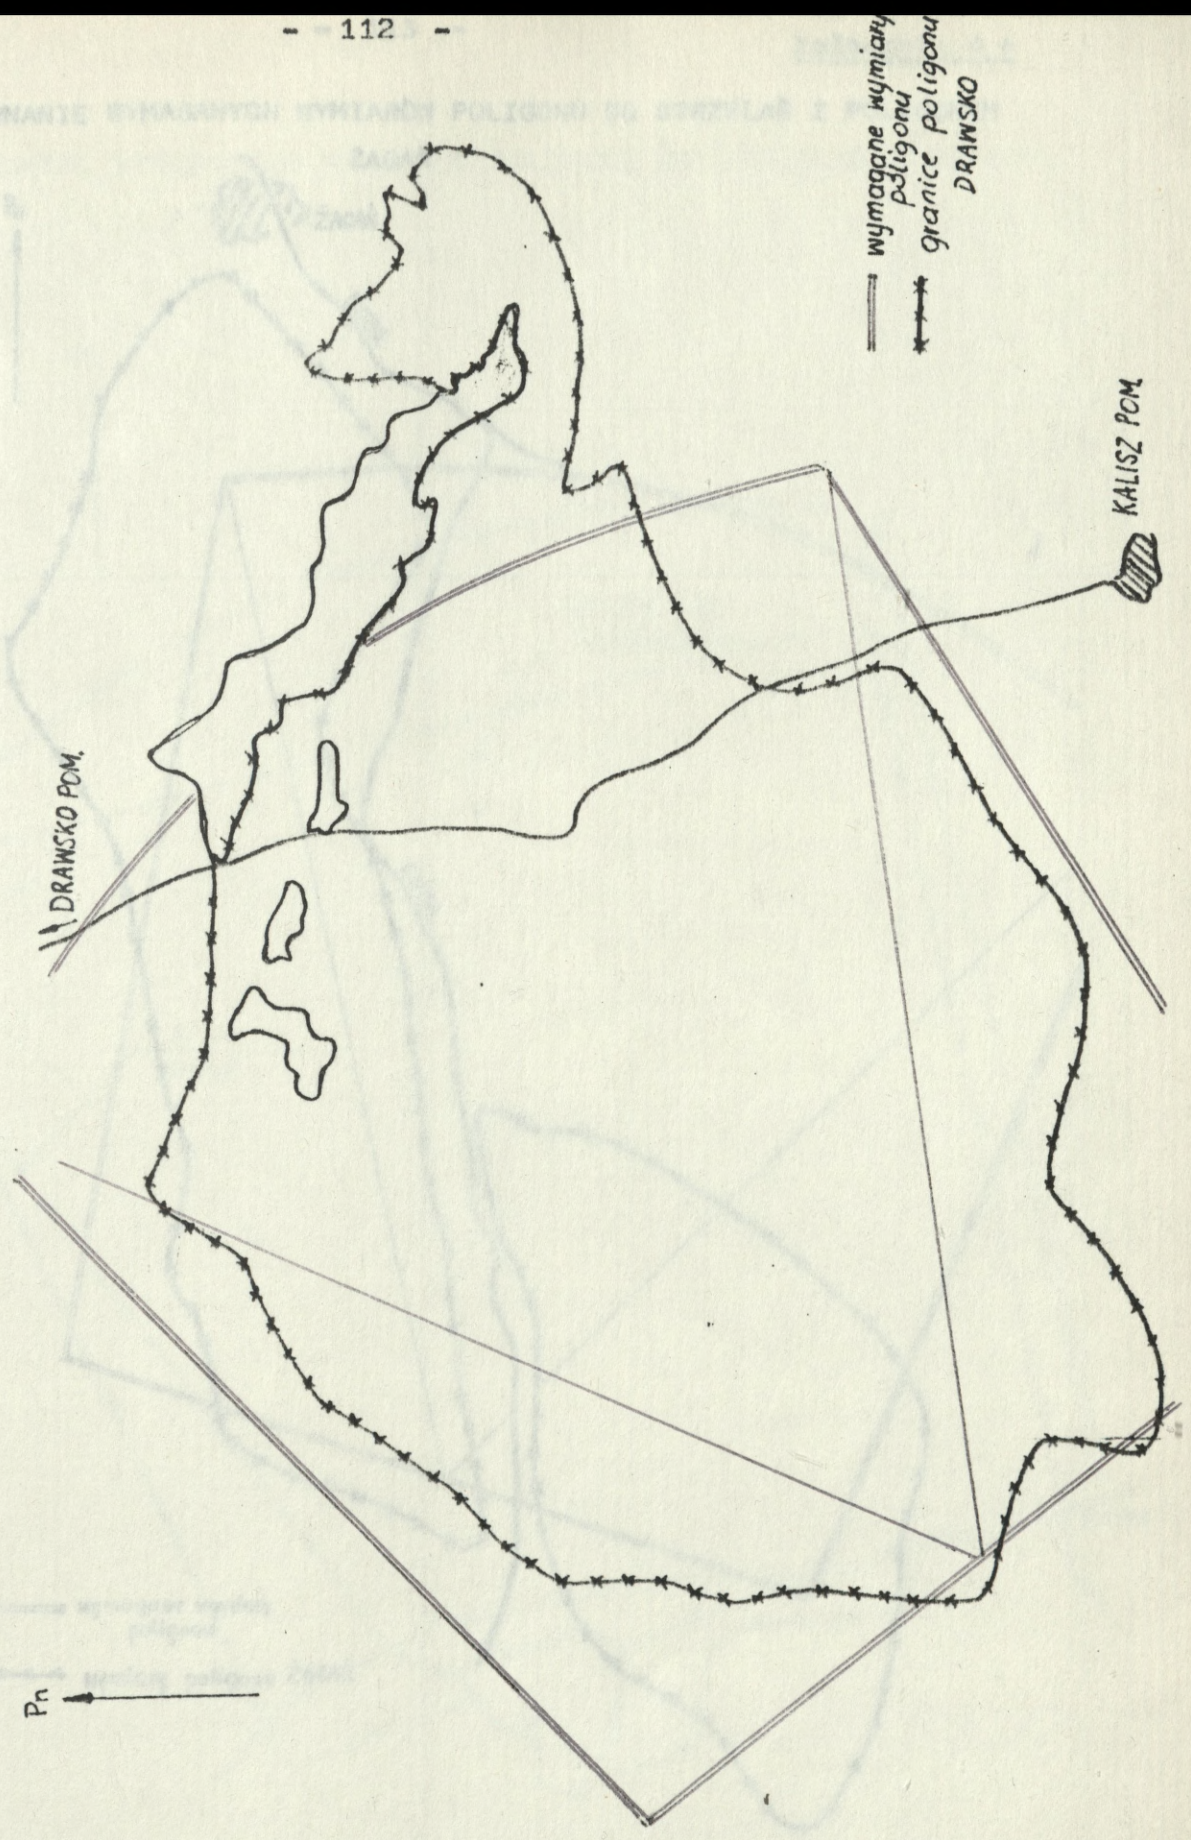 - 112 -
wymagane wymiary
poligonu
granice poligonu
DRAWSKO
DRAWSKO POM.
KALISZ POM.
Pn